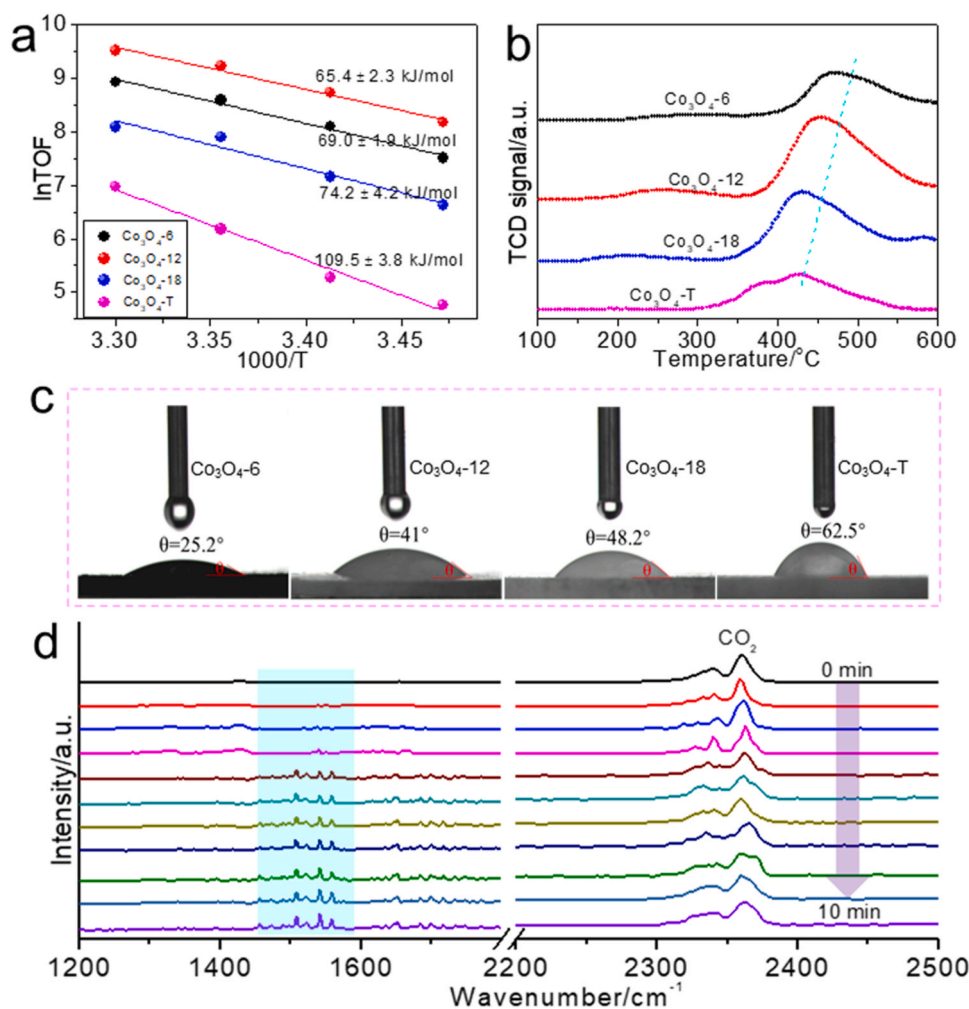 a
10
9
8
7
6
5
lnTOF
65.4 ± 2.3 kJ/mol
69.0 ± 1.9 kJ/mol
74.2 ± 4.2 kJ/mol
109.5 ± 3.8 kJ/mol
Co₃O₄-6
Co₃O₄-12
Co₃O₄-18
Co₃O₄-T
3.30 3.35 3.40 3.45
1000/T
b
TCD signal/a.u.
Co₃O₄-6
Co₃O₄-12
Co₃O₄-18
Co₃O₄-T
100 200 300 400 500 600
Temperature/°C
c
Co₃O₄-6
θ=25.2°
θ
Co₃O₄-12
θ=41°
θ
Co₃O₄-18
θ=48.2°
θ
Co₃O₄-T
θ=62.5°
θ
d
Intensity/a.u.
CO₂
0 min
10 min
1200 1400 1600 2200 2300 2400 2500
Wavenumber/cm⁻¹